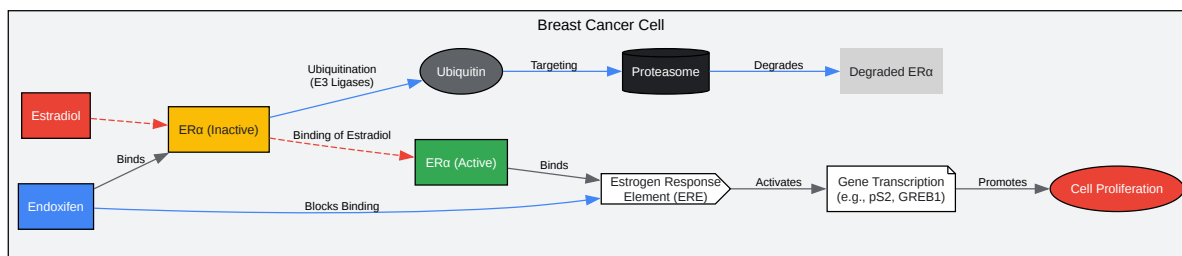 Breast Cancer Cell
Ubiquitination
(E3 Ligases)
Ubiquitin
Targeting
Proteasome
Degrades
Degraded ERα
Estradiol
ERα (Inactive)
Binding of Estradiol
Binds
ERα (Active)
Binds
Estrogen Response
Element (ERE)
Activates
Gene Transcription
(e.g., pS2, GREB1)
Promotes
Cell Proliferation
Endoxifen
Blocks Binding